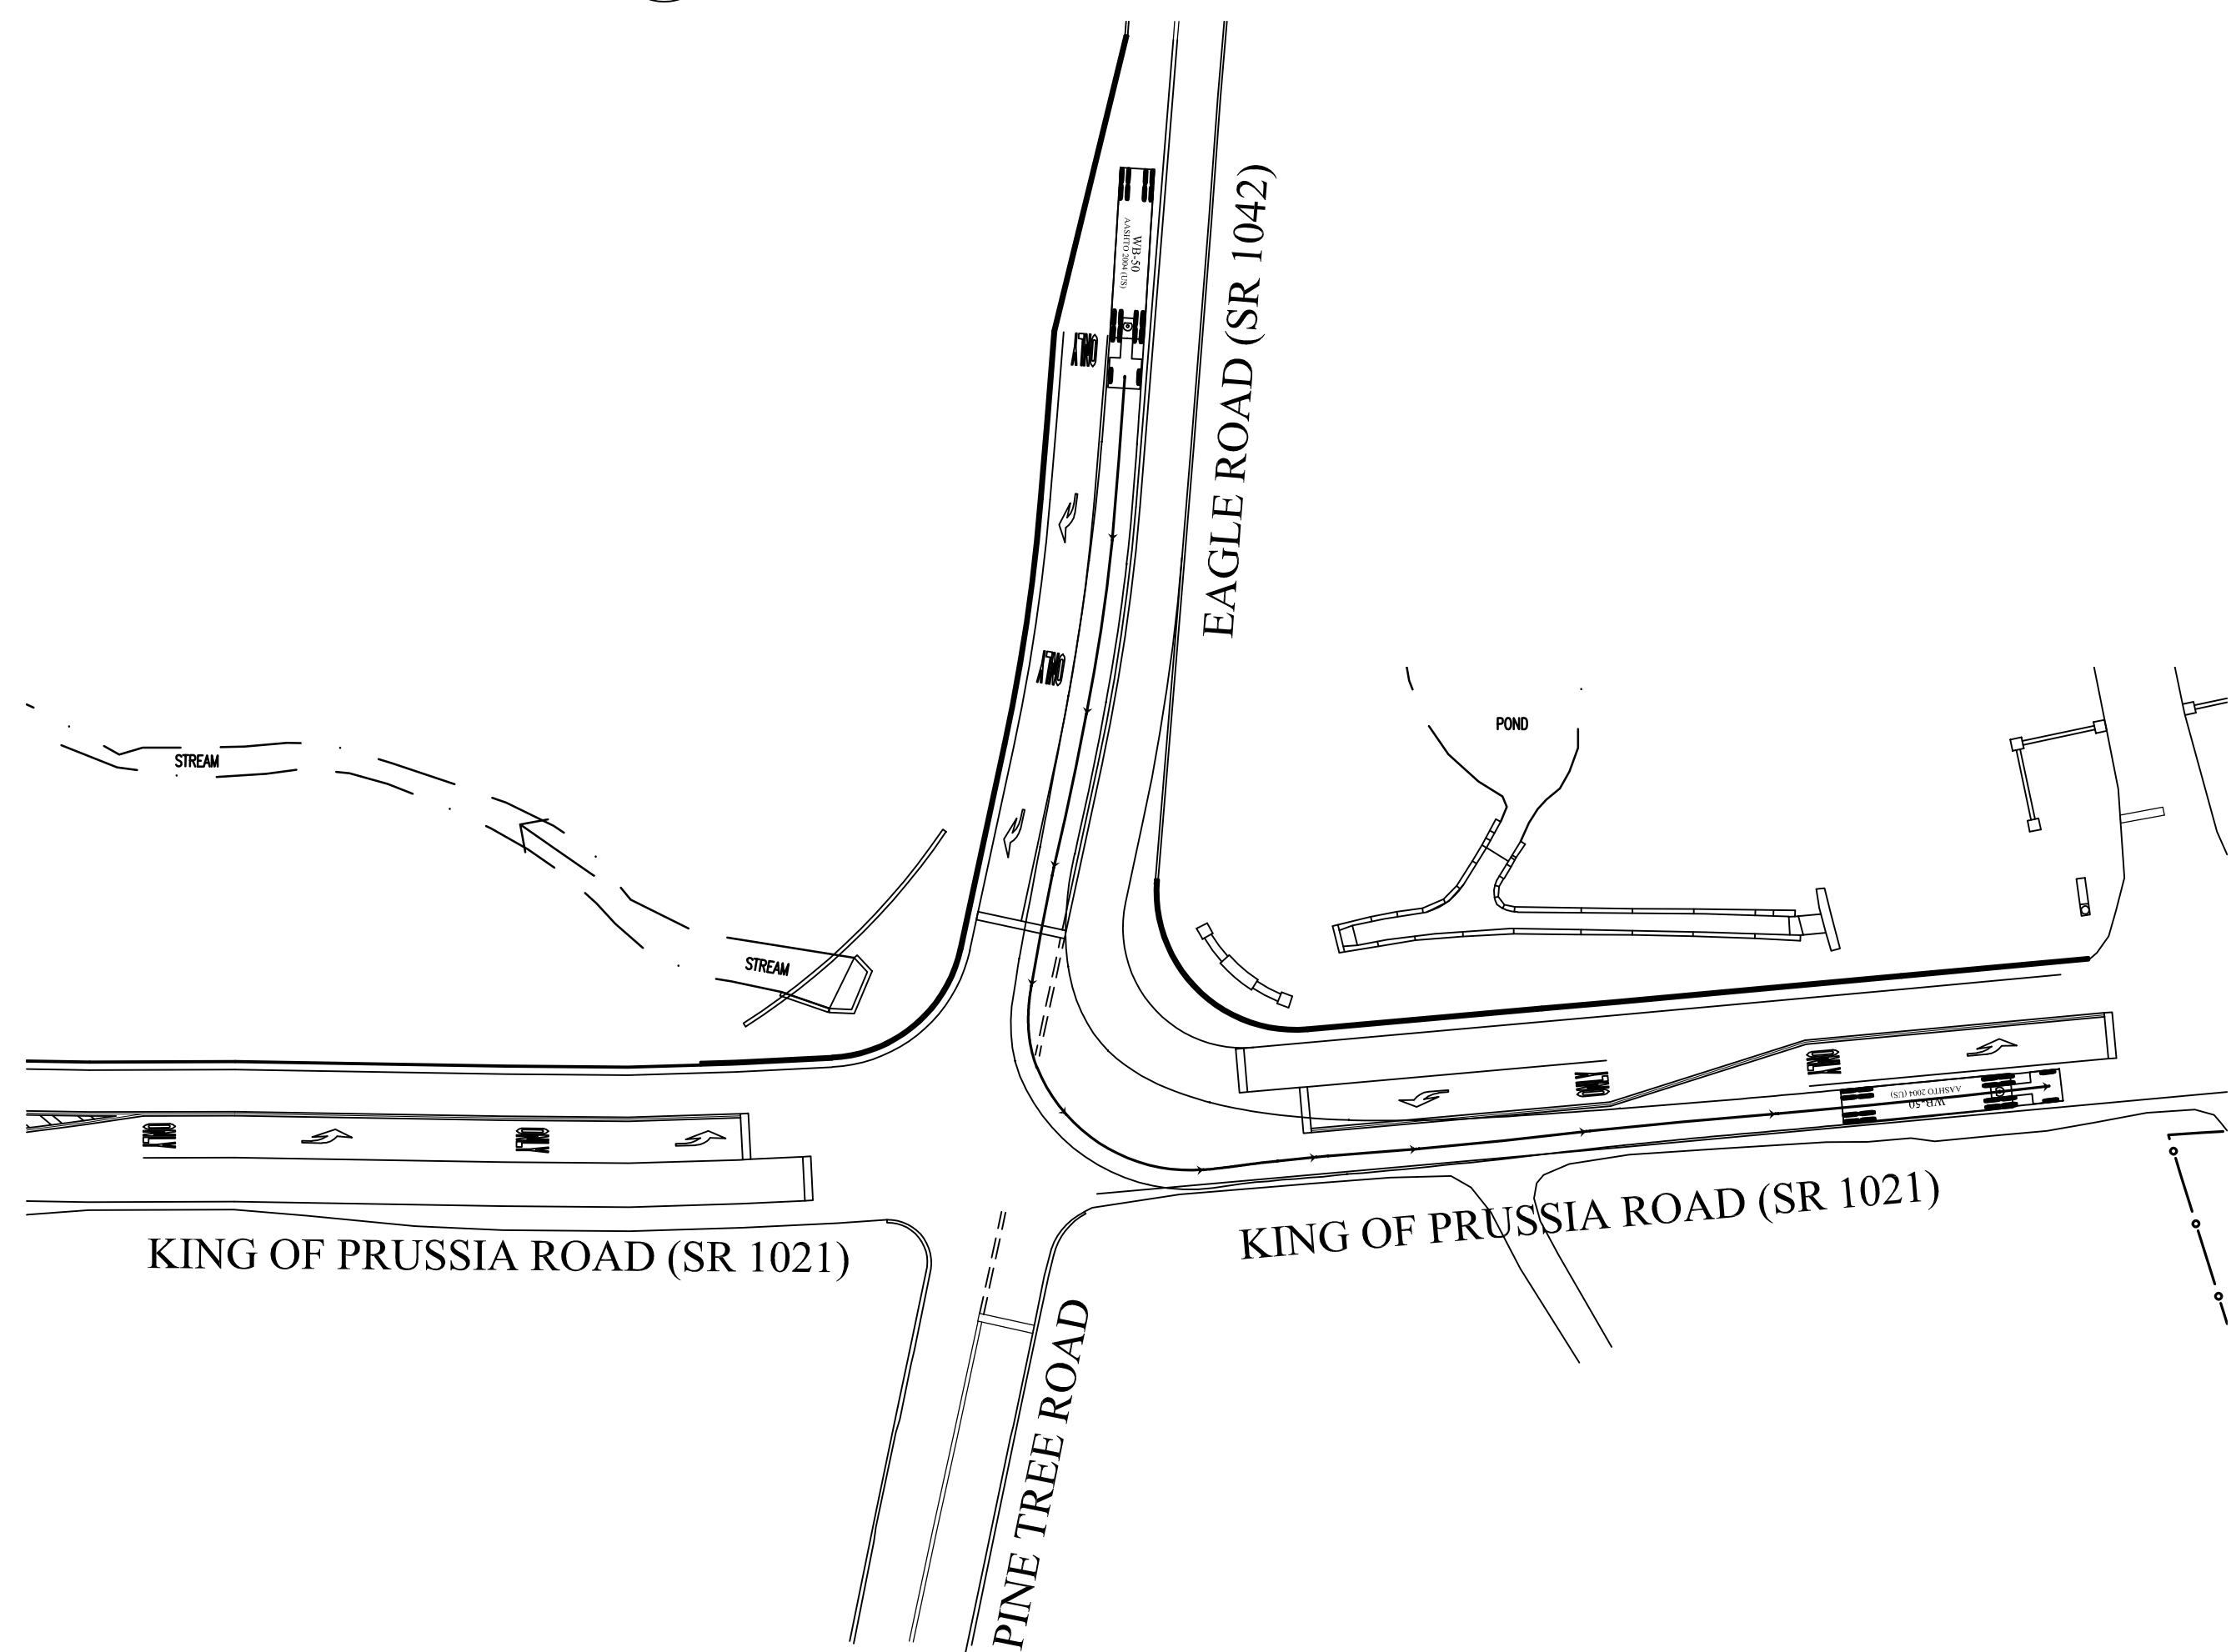 WB-50
AASHTO 2004 (US)
EAGLE ROAD (SR 1042)
ONLY
ONLY
POND
STREAM
STREAM
ONLY
ONLY
ONLY
ONLY
WB-50
AASHTO 2004 (US)
KING OF PRUSSIA ROAD (SR 1021)
KING OF PRUSSIA ROAD (SR 1021)
PINE TREE ROAD